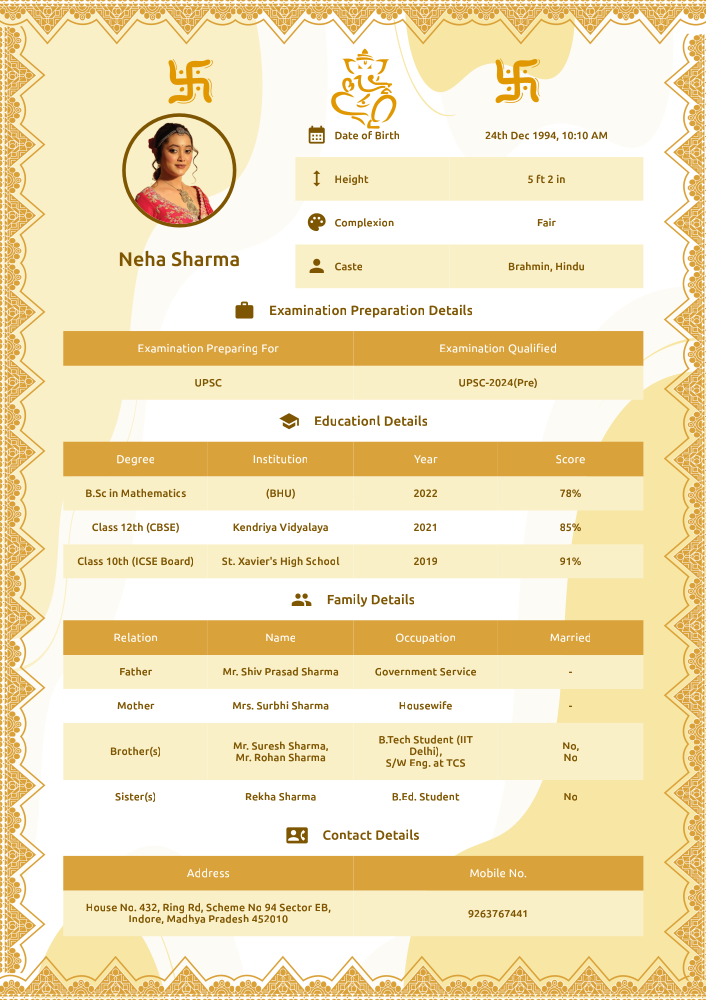 Date of Birth 24th Dec 1994, 10:10 AM
Height 5 ft 2 in
Complexion Fair
Neha Sharma
Caste Brahmin, Hindu
Examination Preparation Details
Examination Preparing For Examination Qualified
UPSC UPSC-2024(Pre)
Educationl Details
Degree Institution Year Score
B.Sc in Mathematics (BHU) 2022 78%
Class 12th (CBSE) Kendriya Vidyalaya 2021 85%
Class 10th (ICSE Board) St. Xavier's High School 2019 91%
Family Details
Relation Name Occupation Married
Father Mr. Shiv Prasad Sharma Government Service -
Mother Mrs. Surbhi Sharma Housewife -
Brother(s) Mr. Suresh Sharma,
Mr. Rohan Sharma B.Tech Student (IIT
Delhi),
S/W Eng. at TCS No,
No
Sister(s) Rekha Sharma B.Ed. Student No
Contact Details
Address Mobile No.
House No. 432, Ring Rd, Scheme No 94 Sector EB,
Indore, Madhya Pradesh 452010 9263767441